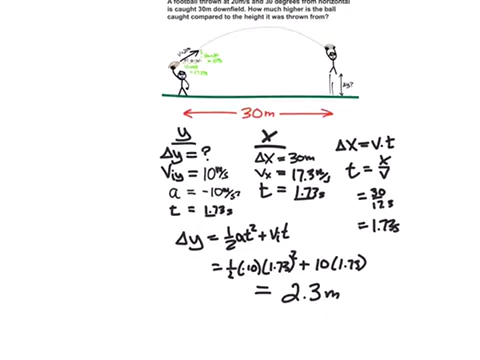 A football thrown at 20m/s and 30 degrees from horizontal
is caught 30m downfield. How much higher is the ball
caught compared to the height it was thrown from?
Δy?
30m
y
Δy = ?
Viy = 10m/s
a = -10m/s²
t = 1.73s
x
Δx = 30m
Vx = 17.3m/s
t = 1.73s
Δx = v·t
t = x/v
= 30/
= 1.73s
Δy = ½at² + Vit
= ½(-10)(1.73)² + 10(1.73)
= 2.3m